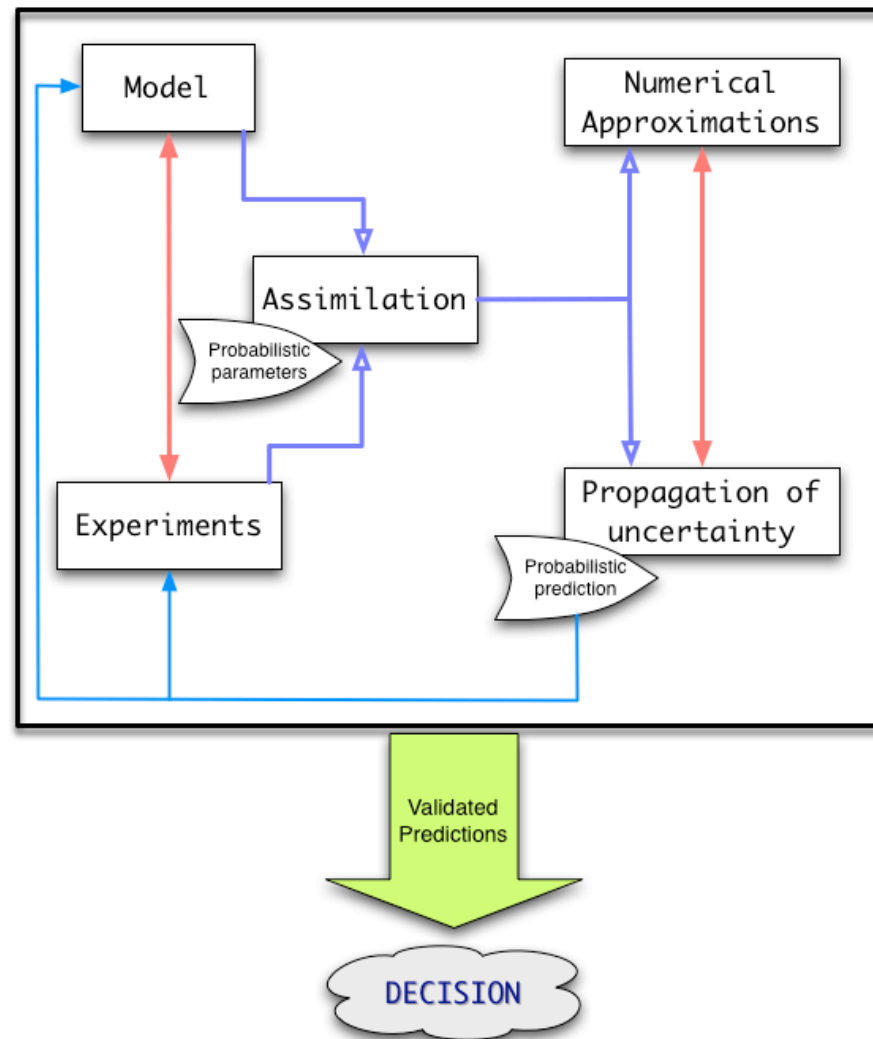 Model
Numerical
Approximations
Assimilation
Probabilistic
parameters
Experiments
Propagation of
uncertainty
Probabilistic
prediction
Validated
Predictions
DECISION